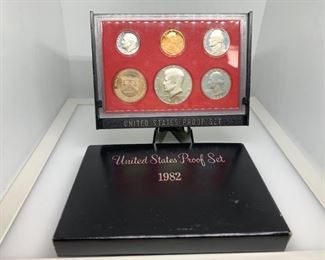 UNITED STATES PROOF SET
United States Proof Set
1982